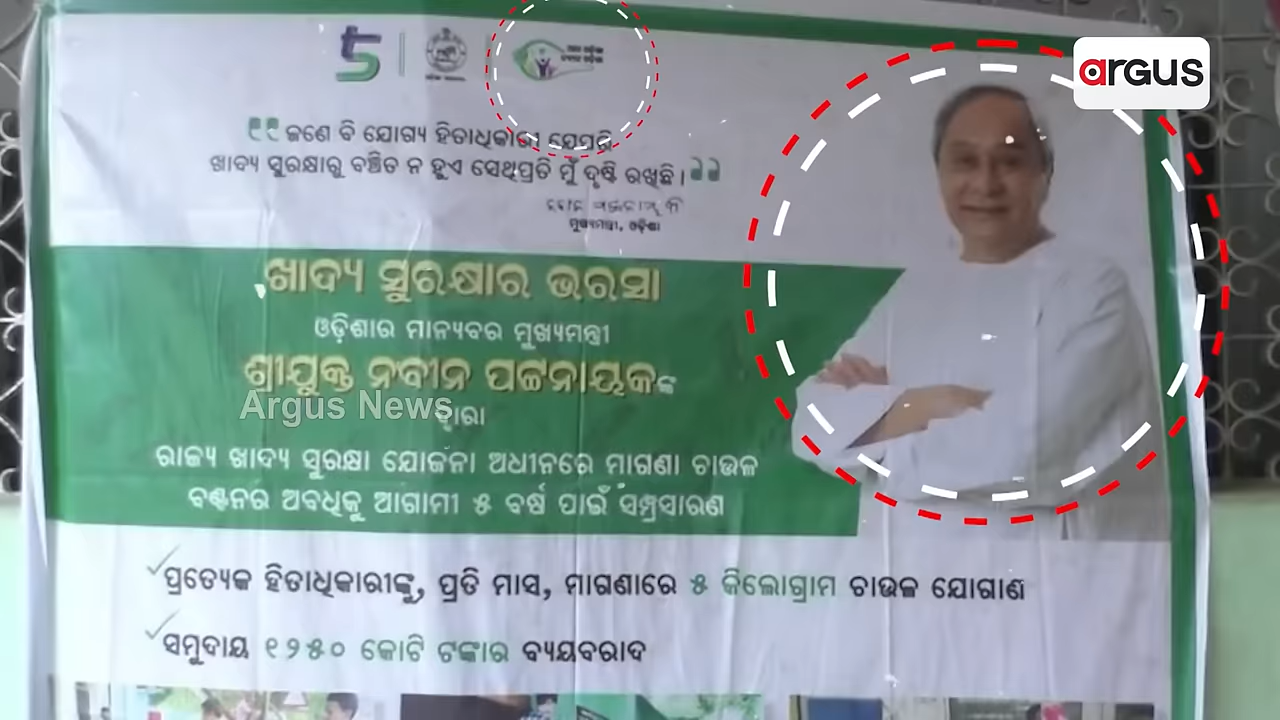 argus
5
ଜଣେ ବି ଯୋଗ୍ୟ ହିତାଧିକାରୀ ଯେପରି
ଖାଦ୍ୟ ସୁରକ୍ଷାରୁ ବଞ୍ଚିତ ନ ହୁଏ ସେଥିପ୍ରତି ମୁଁ ଦୃଷ୍ଟି ରଖିଛି।
ମୁଖ୍ୟମନ୍ତ୍ରୀ, ଓଡ଼ିଶା
ଖାଦ୍ୟ ସୁରକ୍ଷାର ଭରସା
ଓଡ଼ିଶାର ମାନ୍ୟବର ମୁଖ୍ୟମନ୍ତ୍ରୀ
ଶ୍ରୀଯୁକ୍ତ ନବୀନ ପଟ୍ଟନାୟକଙ୍କ
Argus News
ଦ୍ୱାରା
ରାଜ୍ୟ ଖାଦ୍ୟ ସୁରକ୍ଷା ଯୋଜନା ଅଧୀନରେ ମାଗଣା ଚାଉଳ
ବଣ୍ଟନର ଅବଧିକୁ ଆଗାମୀ ୫ ବର୍ଷ ପାଇଁ ସମ୍ପ୍ରସାରଣ
ପ୍ରତ୍ୟେକ ହିତାଧିକାରୀଙ୍କୁ, ପ୍ରତି ମାସ, ମାଗଣାରେ ୫ କିଲୋଗ୍ରାମ ଚାଉଳ ଯୋଗାଣ
ସମୁଦାୟ ୧୨୫୦ କୋଟି ଟଙ୍କାର ବ୍ୟୟବରାଦ